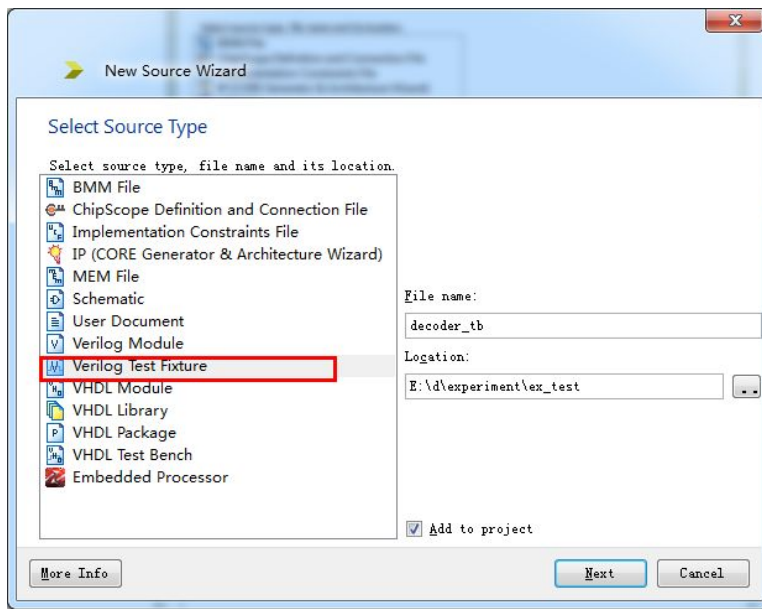 New Source Wizard
Select Source Type
Select source type, file name and its location.
BMM File
ChipScope Definition and Connection File
Implementation Constraints File
IP (CORE Generator & Architecture Wizard)
MEM File
Schematic
User Document
Verilog Module
Verilog Test Fixture
VHDL Module
VHDL Library
VHDL Package
VHDL Test Bench
Embedded Processor
File name:
decoder_tb
Location:
E:\d\experiment\ex_test
..
Add to project
More Info
Next
Cancel